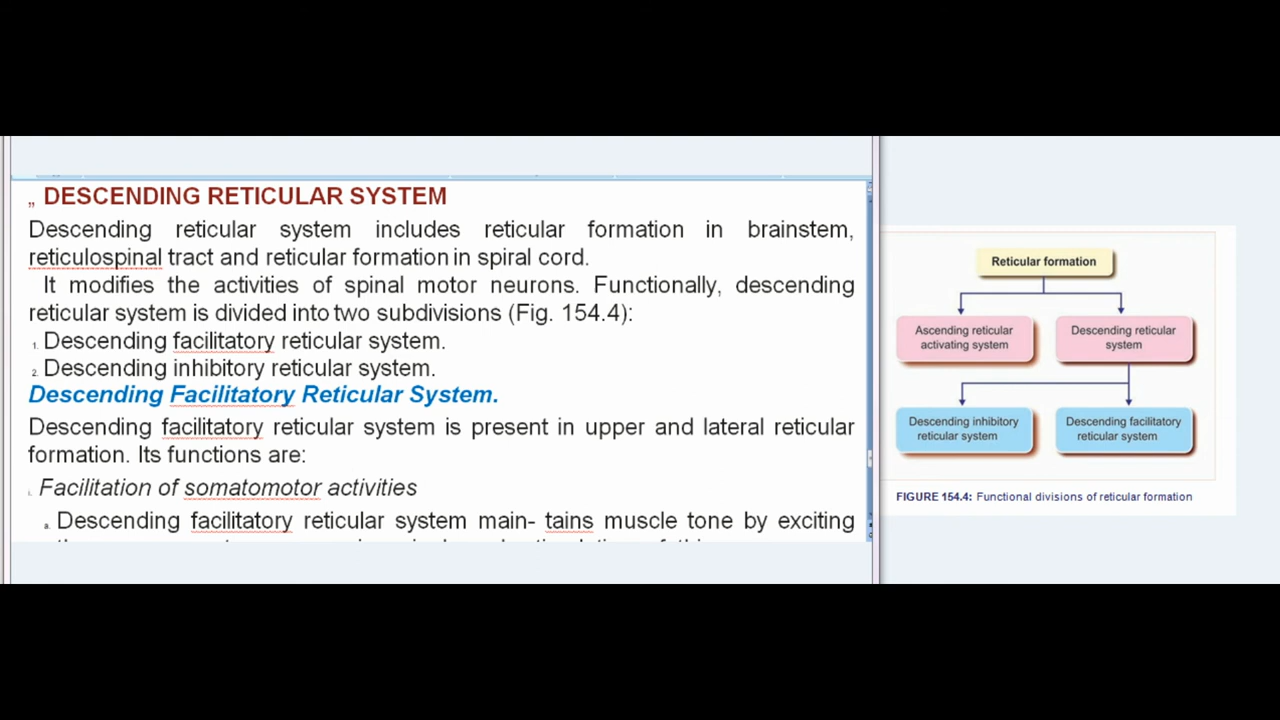 „ DESCENDING RETICULAR SYSTEM
Descending reticular system includes reticular formation in brainstem,
reticulospinal tract and reticular formation in spiral cord.
It modifies the activities of spinal motor neurons. Functionally, descending
reticular system is divided into two subdivisions (Fig. 154.4):
1. Descending facilitatory reticular system.
2. Descending inhibitory reticular system.
Descending Facilitatory Reticular System.
Descending facilitatory reticular system is present in upper and lateral reticular
formation. Its functions are:
i. Facilitation of somatomotor activities
a. Descending facilitatory reticular system main- tains muscle tone by exciting
Reticular formation
Ascending reticular
activating system
Descending reticular
system
Descending inhibitory
reticular system
Descending facilitatory
reticular system
FIGURE 154.4: Functional divisions of reticular formation